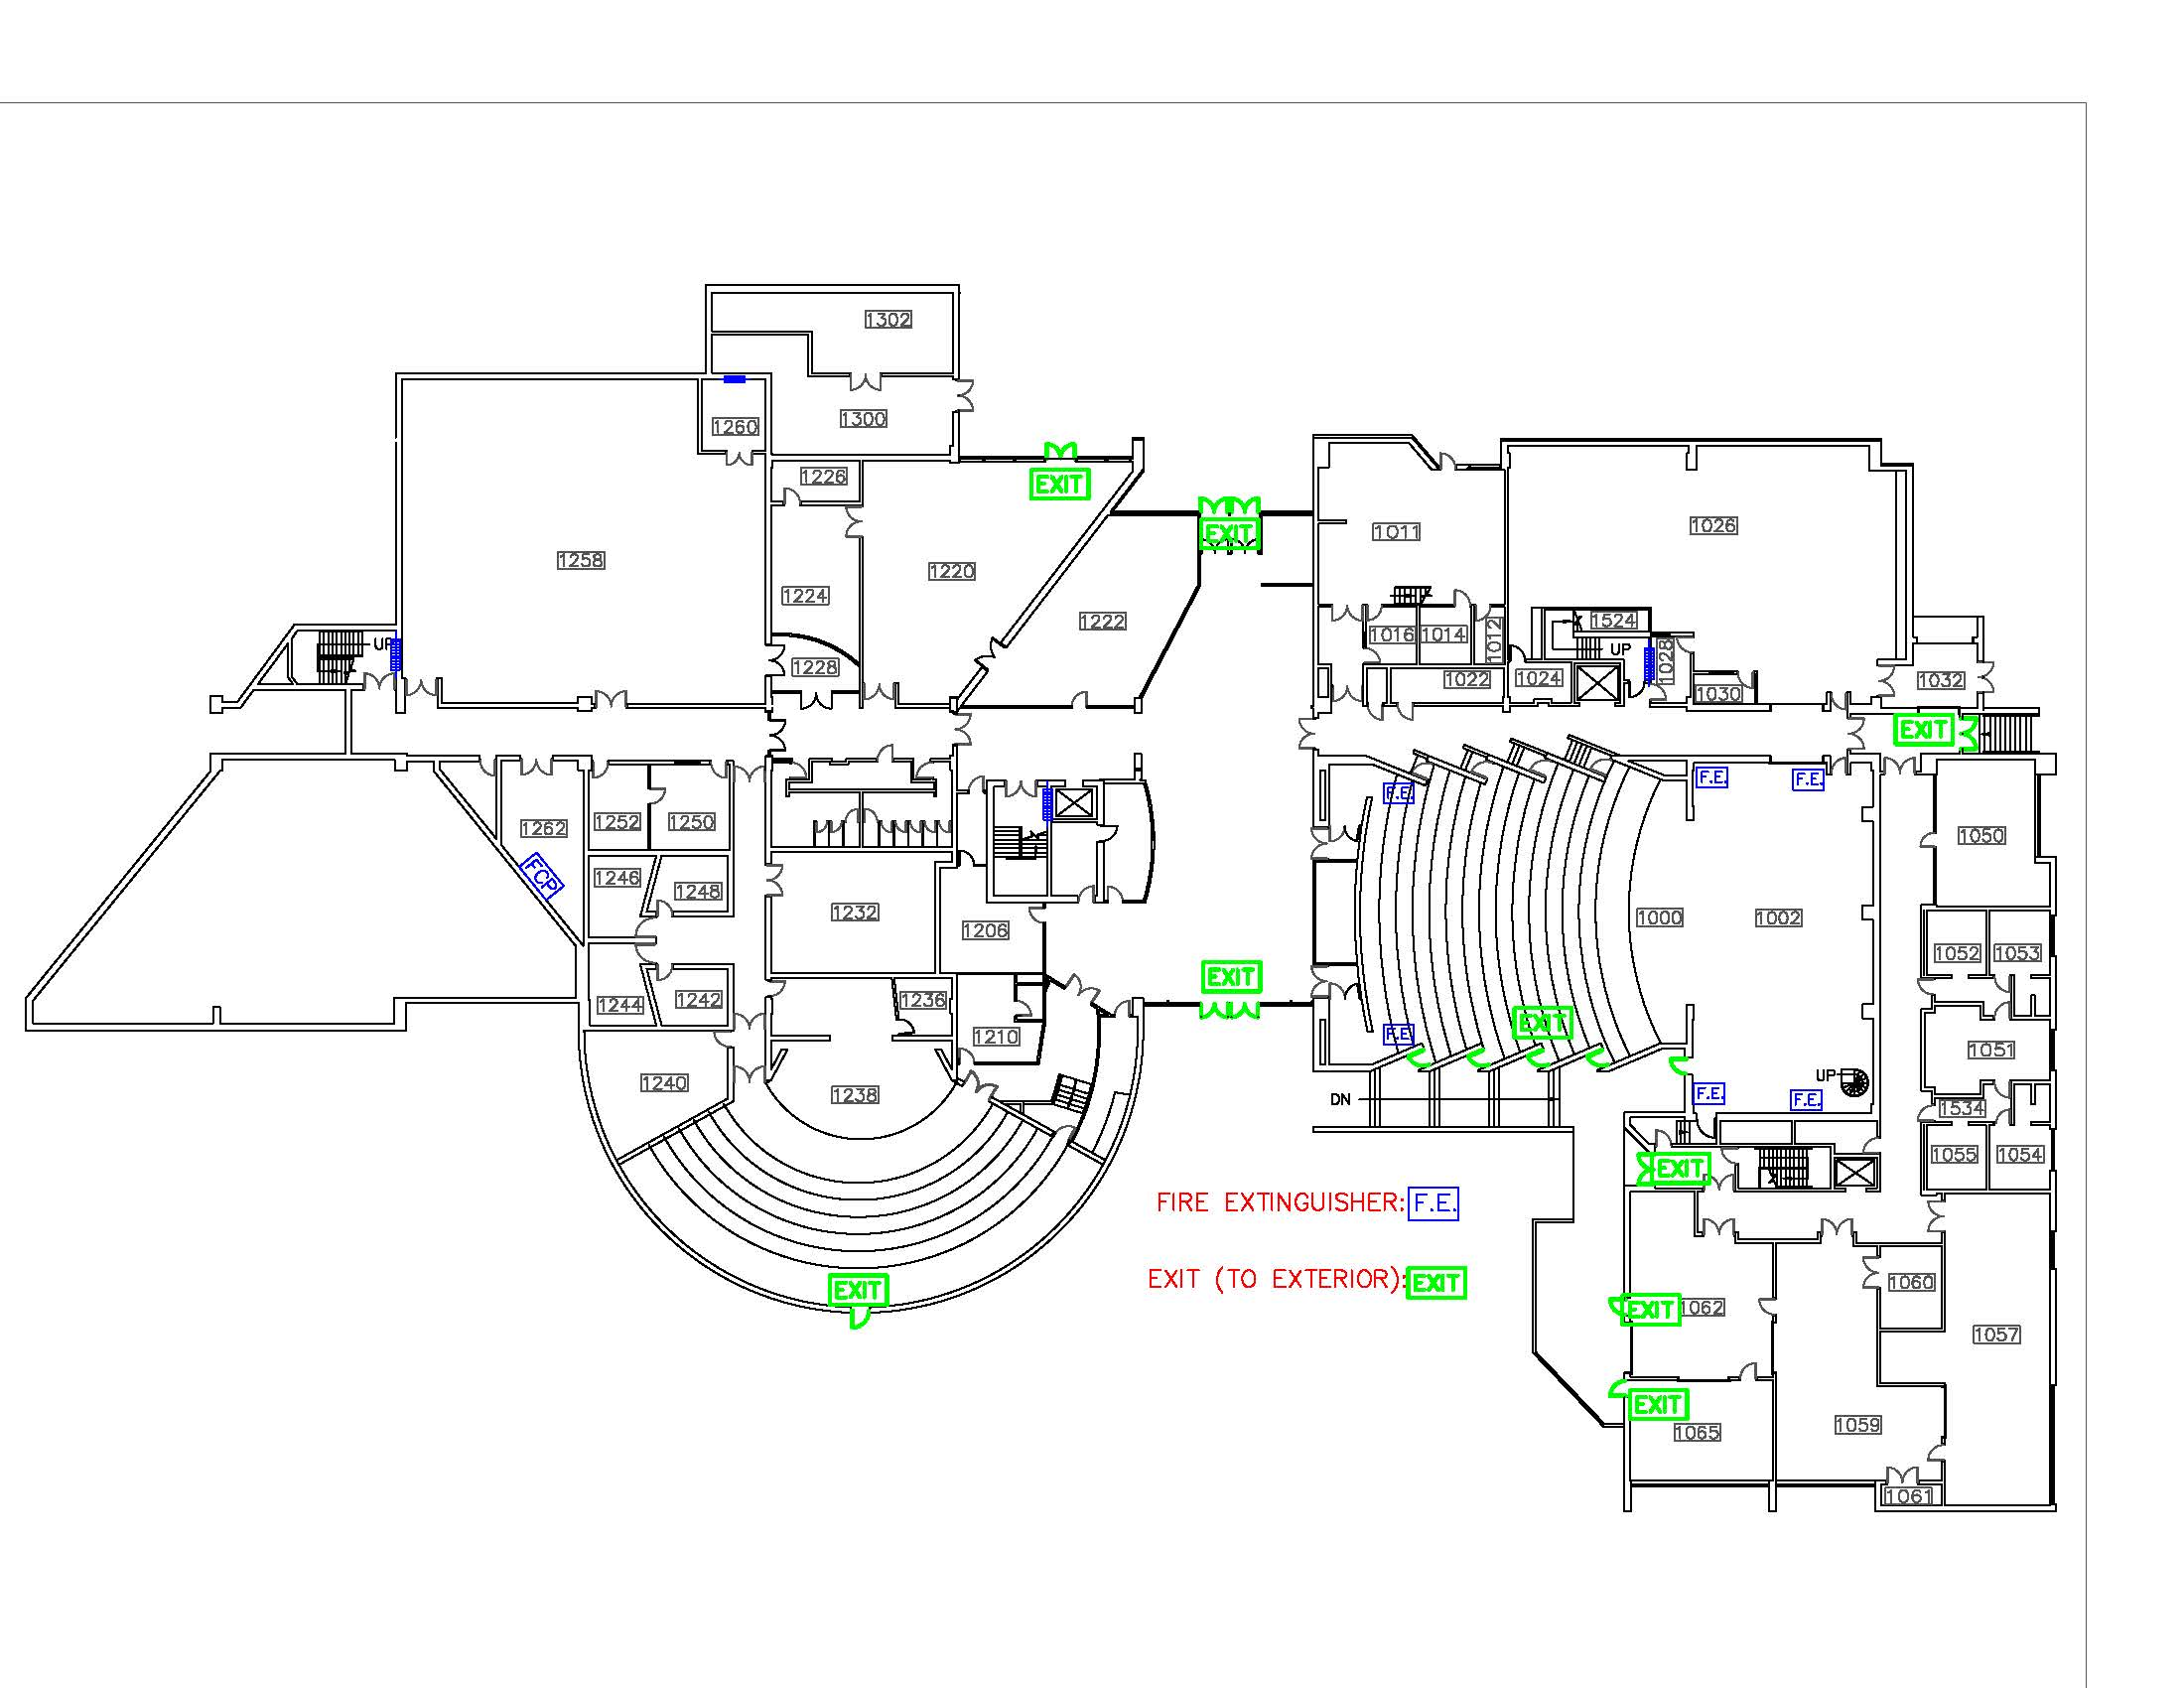 1302
1300
1260
1226
EXIT
EXIT
1011
1026
1258
1220
1224
1222
1228
UP
1016
1014
1012
1524
UP
1028
1022
1024
1030
1032
EXIT
F.E.
F.E.
F.E.
1262
1252
1250
1050
FCP
1246
1248
1232
1206
1000
1002
1052
1053
EXIT
1244
1242
1236
1210
EXIT
F.E.
1051
1240
1238
UP
DN
F.E.
F.E.
1534
1055
1054
EXIT
FIRE EXTINGUISHER: F.E.
EXIT (TO EXTERIOR): EXIT
EXIT
EXIT
1062
1060
1057
EXIT
1065
1059
1061